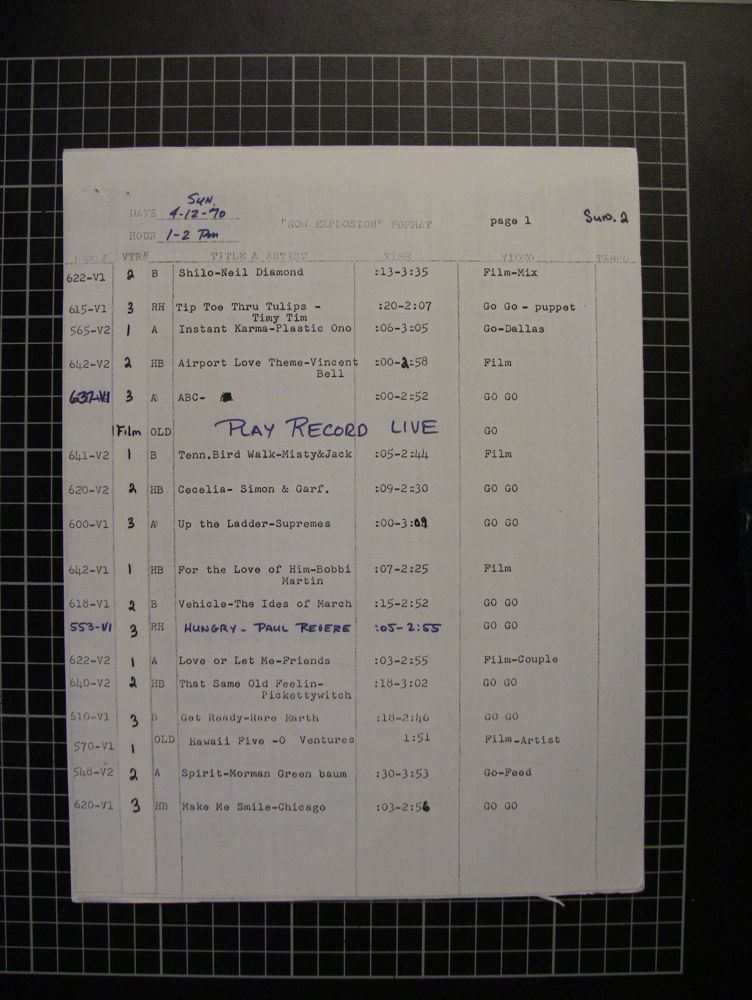 SUN.
DATE 4-12-70
"NOW EXPLOSION" FORMAT page 1 SUN. 2
HOUR 1-2 Pm
VTR# TITLE & ARTIST TIME VIDEO TEMPO
622-V1 2 B Shilo-Neil Diamond :13-3:35 Film-Mix
615-V1 3 RH Tip Toe Thru Tulips - :20-2:07 Go Go - puppet
Timy Tim
565-V2 1 A Instant Karma-Plastic Ono :06-3:05 Go-Dallas
642-V2 2 HB Airport Love Theme-Vincent :00-2:58 Film
Bell
637-V1 3 A ABC- :00-2:52 GO GO
Film OLD PLAY RECORD LIVE GO
641-V2 1 B Tenn.Bird Walk-Misty&Jack :05-2:44 Film
620-V2 2 HB Cecelia- Simon & Garf. :09-2:30 GO GO
600-V1 3 A Up the Ladder-Supremes :00-3:09 GO GO
642-V1 1 HB For the Love of Him-Bobbi :07-2:25 Film
Martin
618-V1 2 B Vehicle-The Ides of March :15-2:52 GO GO
553-V1 3 RH HUNGRY - PAUL REVERE :05-2:55 GO GO
622-V2 1 A Love or Let Me-Friends :03-2:55 Film-Couple
640-V2 2 HB That Same Old Feelin- :18-3:02 GO GO
Pickettywitch
510-V1 3 B Get Ready-Rare Earth :18-2:46 GO GO
570-V1 1 OLD Hawaii Five -O Ventures 1:51 Film-Artist
548-V2 2 A Spirit-Morman Green baum :30-3:53 Go-Feed
620-V1 3 HB Make Me Smile-Chicago :03-2:56 GO GO